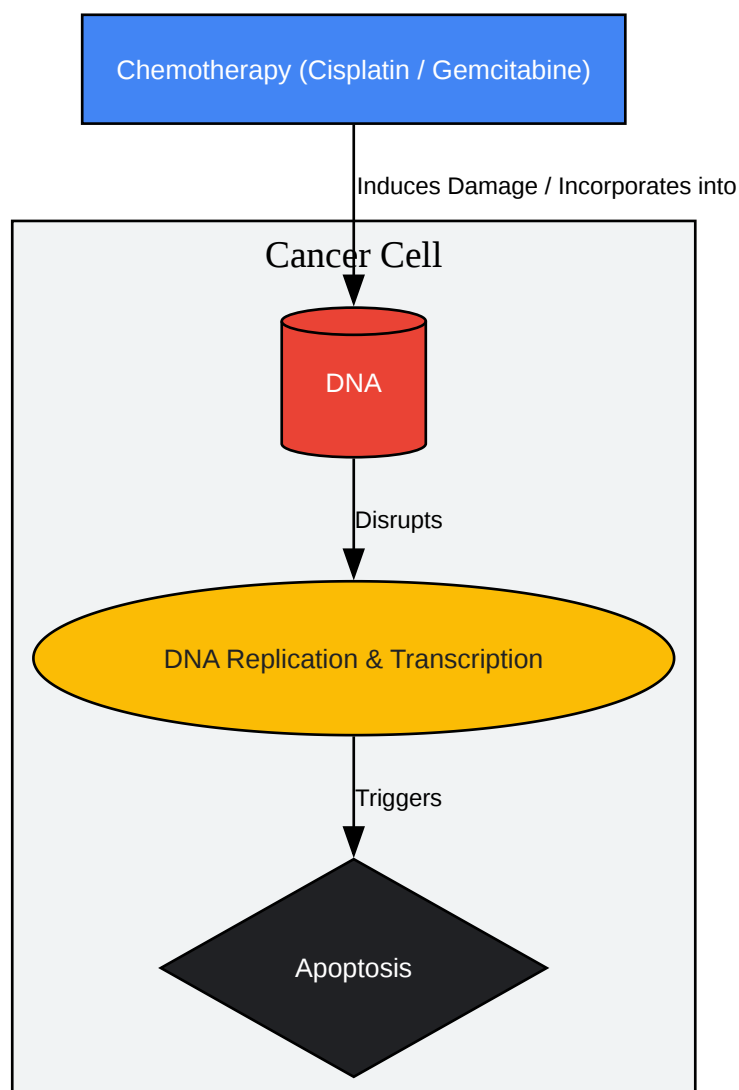 Chemotherapy (Cisplatin / Gemcitabine)
Induces Damage / Incorporates into
Cancer Cell
DNA
Disrupts
DNA Replication & Transcription
Triggers
Apoptosis